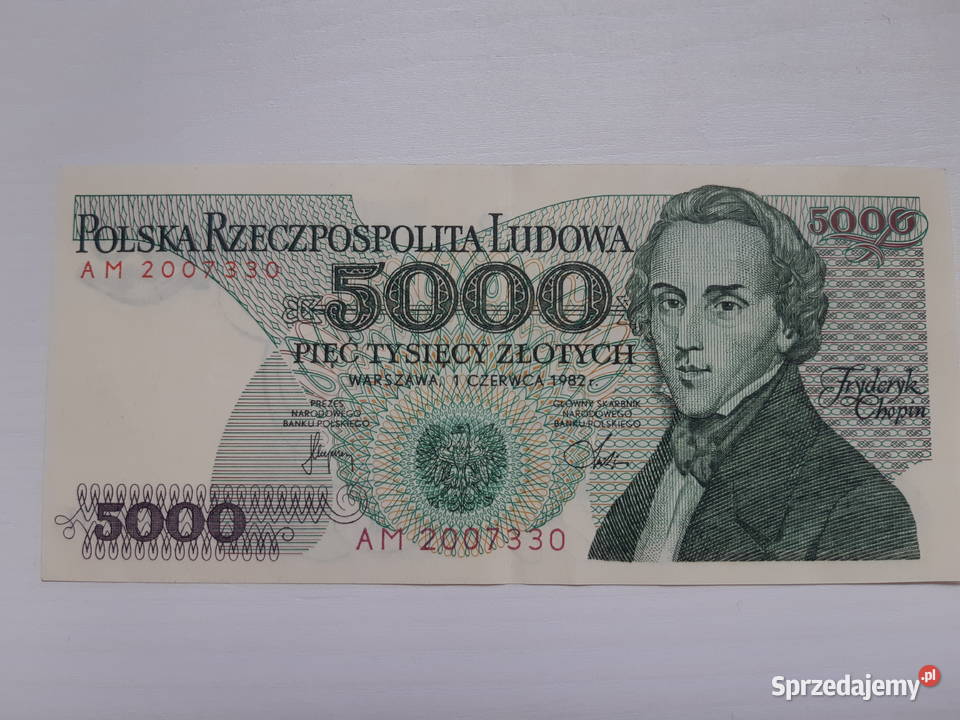 POLSKA RZECZPOSPOLITA LUDOWA
5000
AM 2007330
5000
PIĘĆ TYSIĘCY ZŁOTYCH
WARSZAWA, 1 CZERWCA 1982 r.
Fryderyk
Chopin
PREZES
NARODOWEGO
BANKU POLSKIEGO
GŁÓWNY SKARBNIK
NARODOWEGO
BANKU POLSKIEGO
5000
AM 2007330
Sprzedajemy.pl